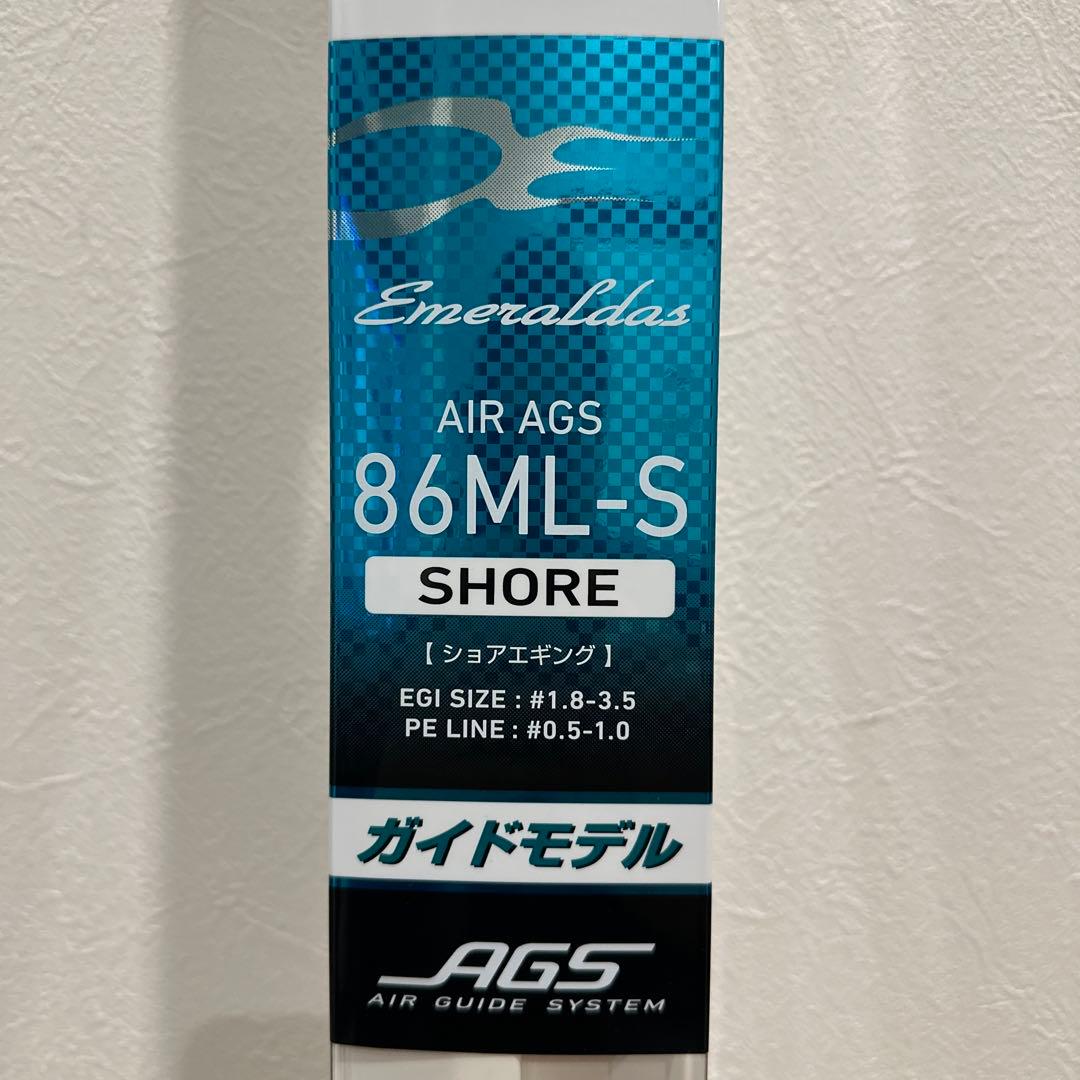 Emeraldas
AIR AGS
86ML-S
SHORE
【ショアエギング】
EGI SIZE : #1.8-3.5
PE LINE : #0.5-1.0
ガイドモデル
AGS
AIR GUIDE SYSTEM